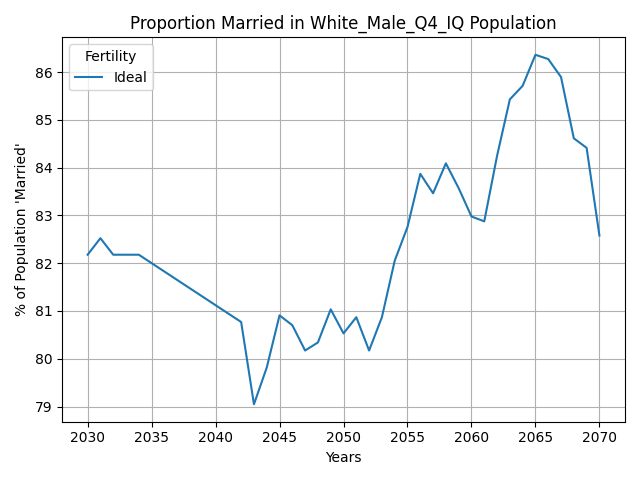 Proportion Married in White_Male_Q4_IQ Population
Fertility
Ideal
% of Population 'Married'
86
85
84
83
82
81
80
79
2030 2035 2040 2045 2050 2055 2060 2065 2070
Years